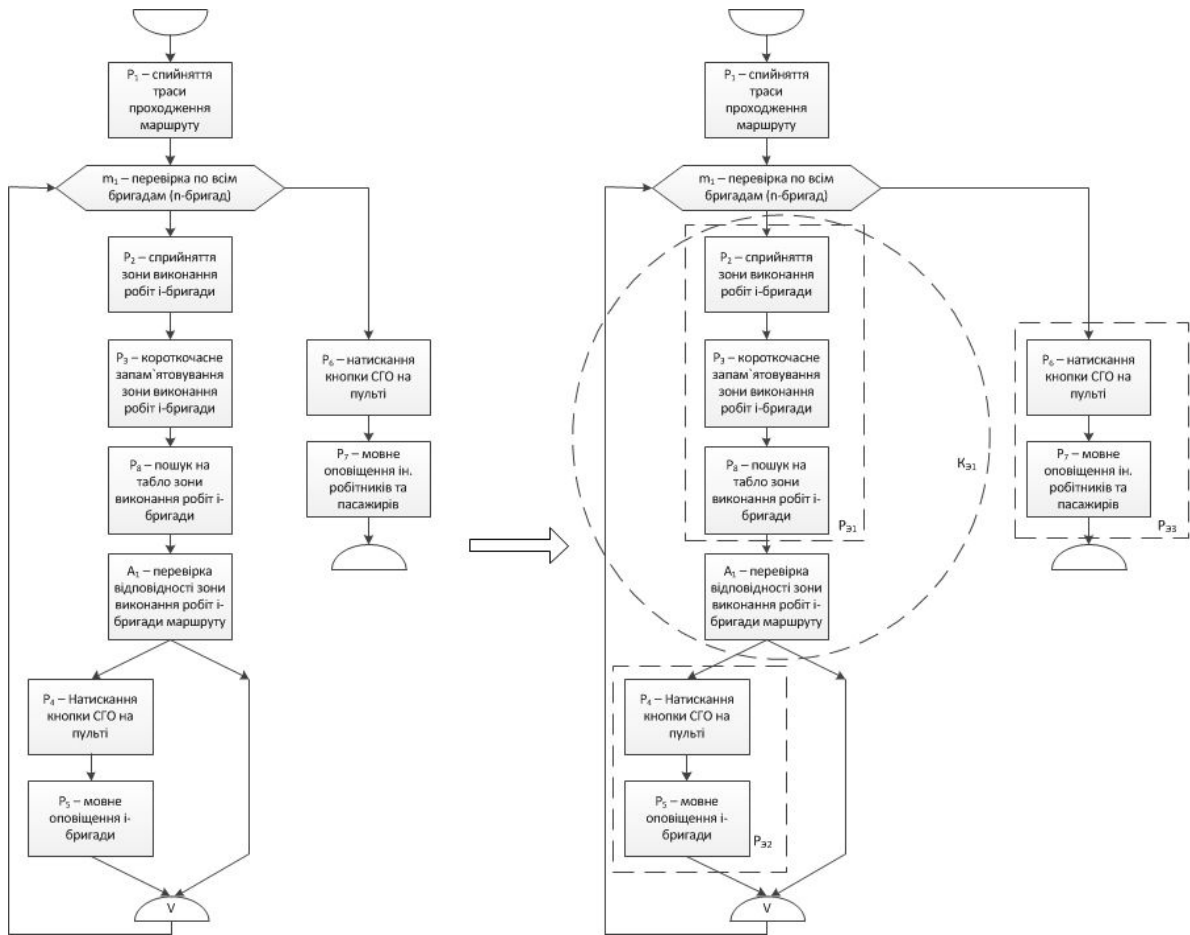 P₁ – спийняття
траси
проходження
маршруту
m₁ – перевірка по всім
бригадам (n-бригад)
P₂ – сприйняття
зони виконання
робіт і-бригади
P₃ – короткочасне
запам`ятовування
зони виконання
робіт і-бригади
P₈ – пошук на
табло зони
виконання робіт і-
бригади
A₁ – перевірка
відповідності зони
виконання робіт і-
бригади маршруту
P₄ – Натискання
кнопки СГО на
пульті
P₅ – мовне
оповіщення і-
бригади
V
P₆ – натискання
кнопки СГО на
пульті
P₇ – мовне
оповіщення ін.
робітників та
пасажирів
P₁ – спийняття
траси
проходження
маршруту
m₁ – перевірка по всім
бригадам (n-бригад)
P₂ – сприйняття
зони виконання
робіт і-бригади
P₃ – короткочасне
запам`ятовування
зони виконання
робіт і-бригади
P₈ – пошук на
табло зони
виконання робіт і-
бригади
PЭ1
KЭ1
A₁ – перевірка
відповідності зони
виконання робіт і-
бригади маршруту
P₄ – Натискання
кнопки СГО на
пульті
P₅ – мовне
оповіщення і-
бригади
PЭ2
V
P₆ – натискання
кнопки СГО на
пульті
P₇ – мовне
оповіщення ін.
робітників та
пасажирів
PЭ3